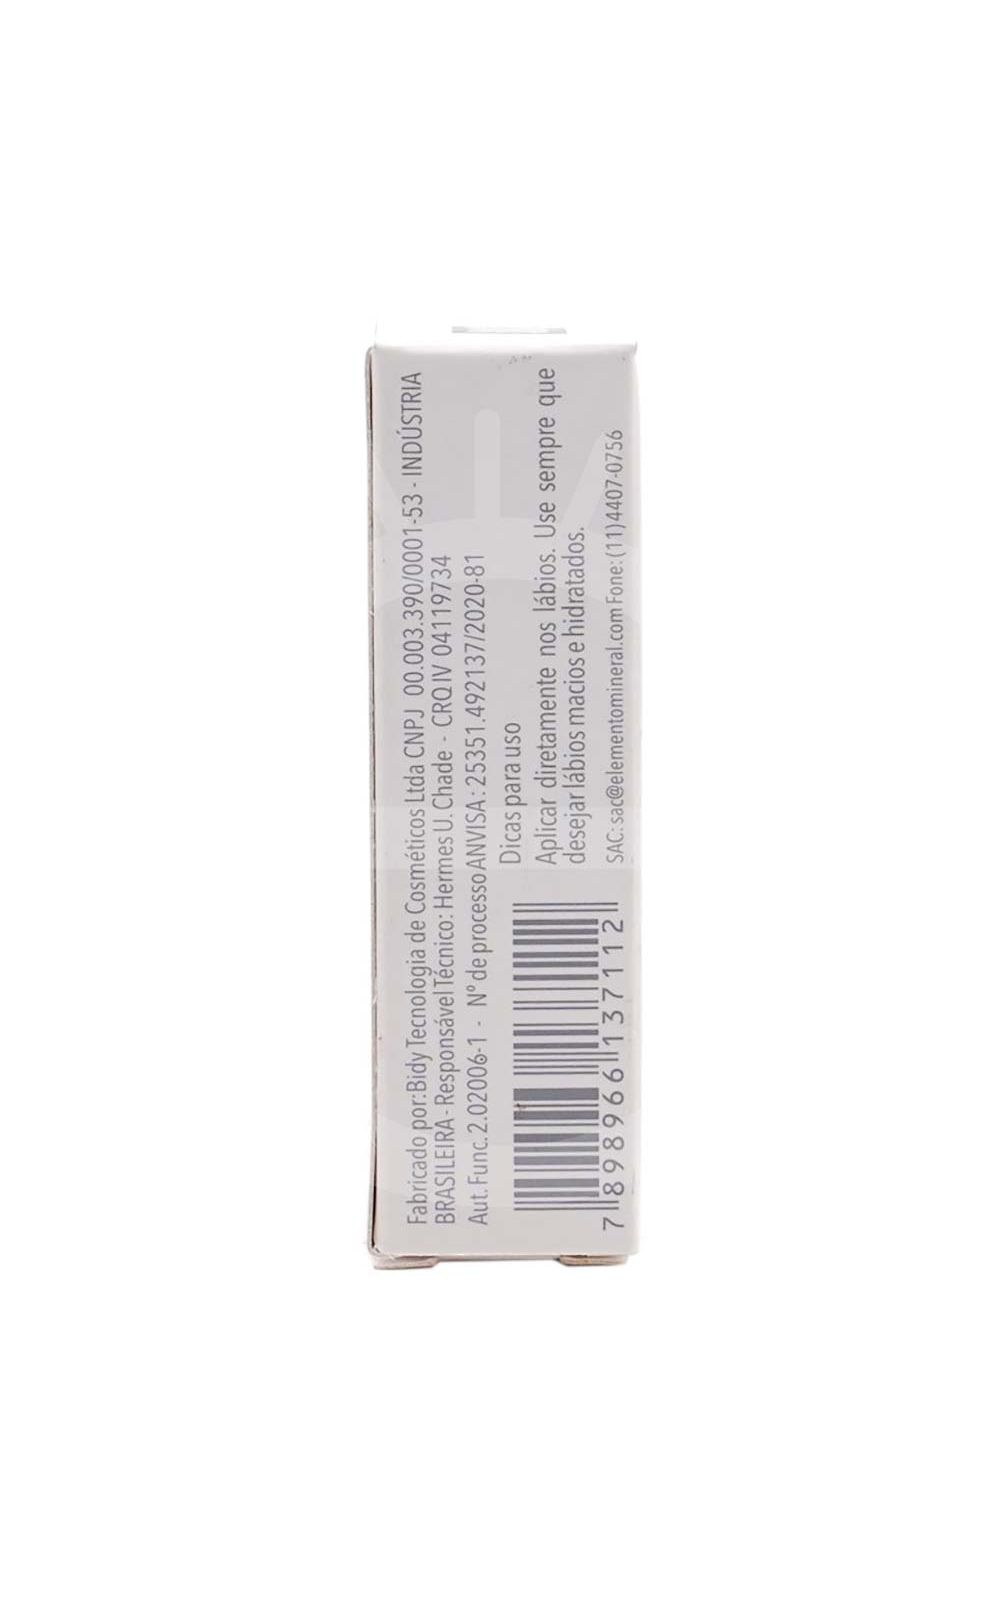 Fabricado por:Bidy Tecnologia de Cosméticos Ltda CNPJ 00.003.390/0001-53 - INDÚSTRIA
BRASILEIRA - Responsável Técnico: Hermes U. Chade - CRQ IV 04119734
Aut. Func. 2.02006-1 - N° de processo ANVISA: 25351.492137/2020-81
Dicas para uso
Aplicar diretamente nos lábios. Use sempre que
desejar lábios macios e hidratados.
SAC: sac@elementomineral.com Fone: (11) 4407-0756
7 898966 137112